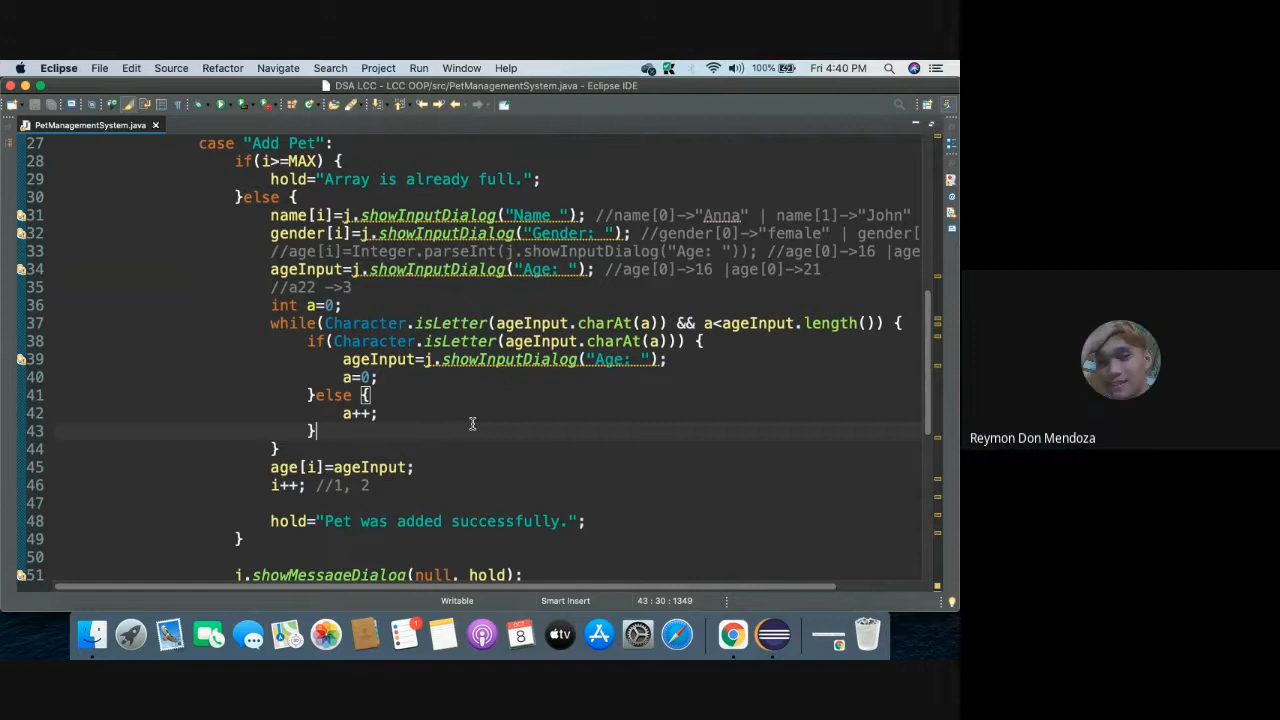 Eclipse File Edit Source Refactor Navigate Search Project Run Window Help 100% Fri 4:40 PM
DSA LCC - LCC OOP/src/PetManagementSystem.java - Eclipse IDE
PetManagementSystem.java
27 case "Add Pet":
28 if(i>=MAX) {
29 hold="Array is already full.";
30 }else {
31 name[i]=j.showInputDialog("Name "); //name[0]->"Anna" | name[1]->"John"
32 gender[i]=j.showInputDialog("Gender: "); //gender[0]->"female" | gender[
33 //age[i]=Integer.parseInt(j.showInputDialog("Age: ")); //age[0]->16 |age
34 ageInput=j.showInputDialog("Age: "); //age[0]->16 |age[0]->21
35 //a22 ->3
36 int a=0;
37 while(Character.isLetter(ageInput.charAt(a)) && a<ageInput.length()) {
38 if(Character.isLetter(ageInput.charAt(a))) {
39 ageInput=j.showInputDialog("Age: ");
40 a=0;
41 }else {
42 a++;
43 }
44 }
45 age[i]=ageInput;
46 i++; //1, 2
47
48 hold="Pet was added successfully.";
49 }
50
51 j.showMessageDialog(null, hold);
Writable Smart Insert 43 : 30 : 1349
1
OCT
8
tv
Reymon Don Mendoza